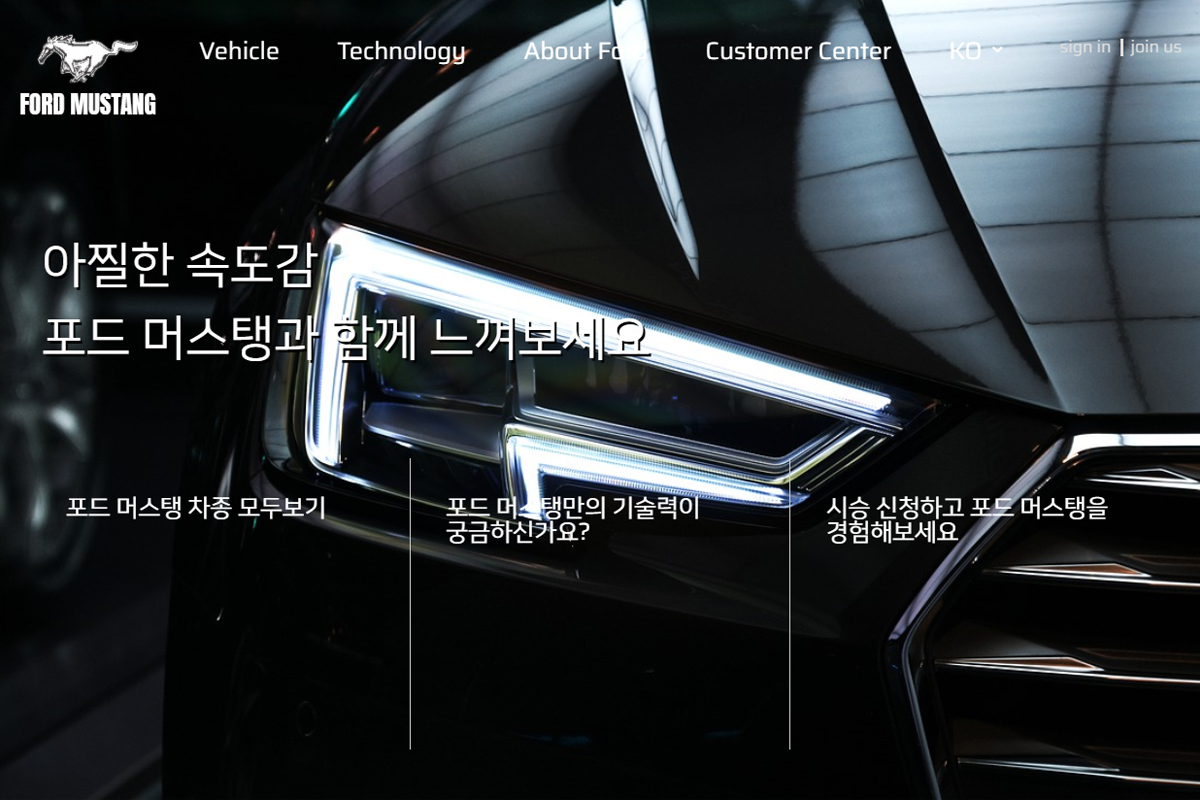 FORD MUSTANG
Vehicle
Technology
About Ford
Customer Center
KO
sign in | join us
아찔한 속도감
포드 머스탱과 함께 느껴보세요
포드 머스탱 차종 모두보기
포드 머스탱만의 기술력이
궁금하신가요?
시승 신청하고 포드 머스탱을
경험해보세요